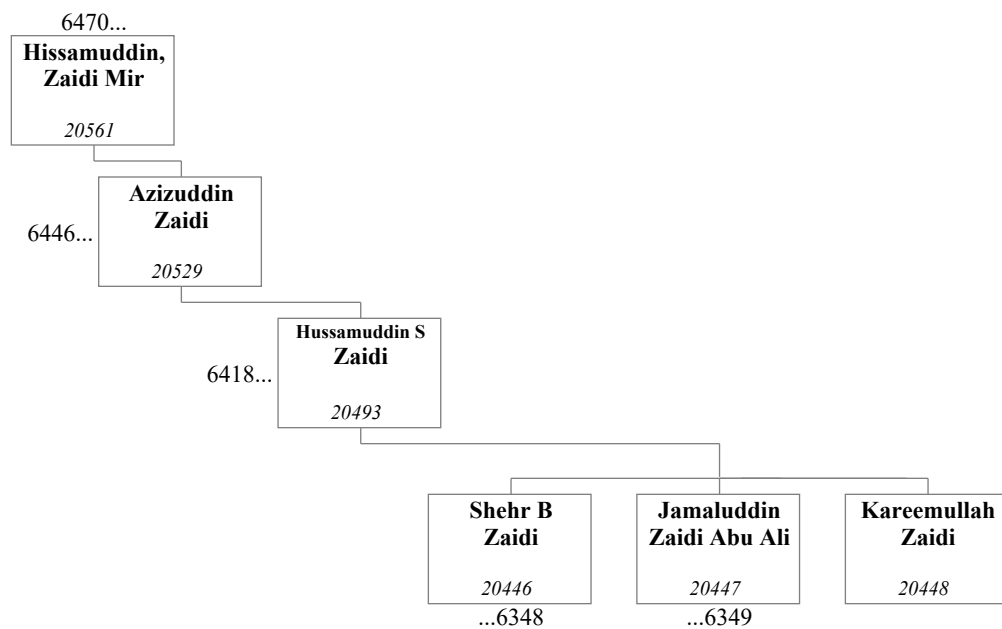 6470...
Hissamuddin,
Zaidi Mir
20561
Azizuddin
Zaidi
6446...
20529
Hussamuddin S
Zaidi
6418...
20493
Shehr B
Zaidi
20446
...6348
Jamaluddin
Zaidi Abu Ali
20447
...6349
Kareemullah
Zaidi
20448